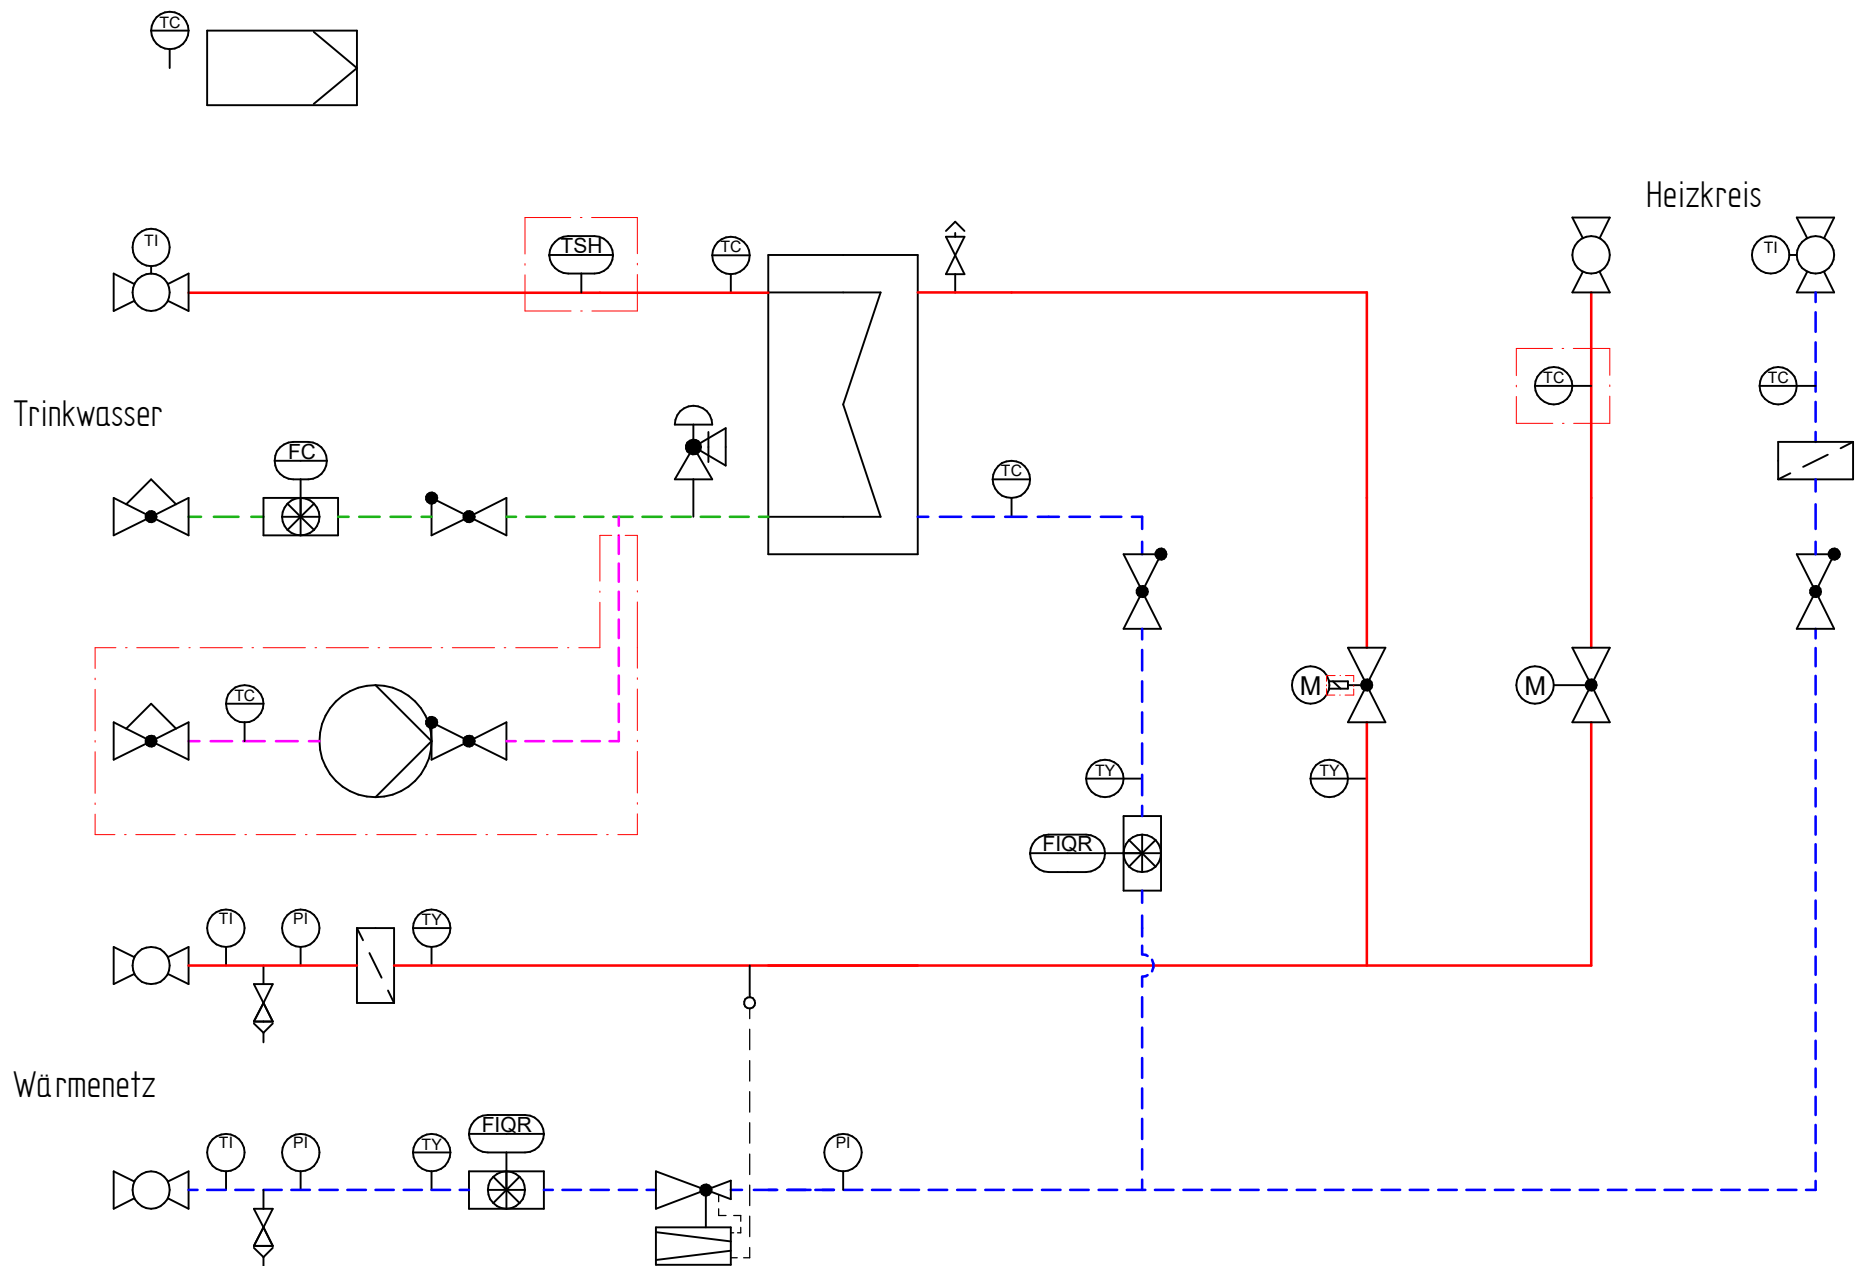 TC
Heizkreis
TI
TSH
TC
TI
TC
TC
Trinkwasser
FC
TC
TC
M
M
TY
TY
FIQR
TI
PI
TY
Wärmenetz
FIQR
TI
PI
TY
PI